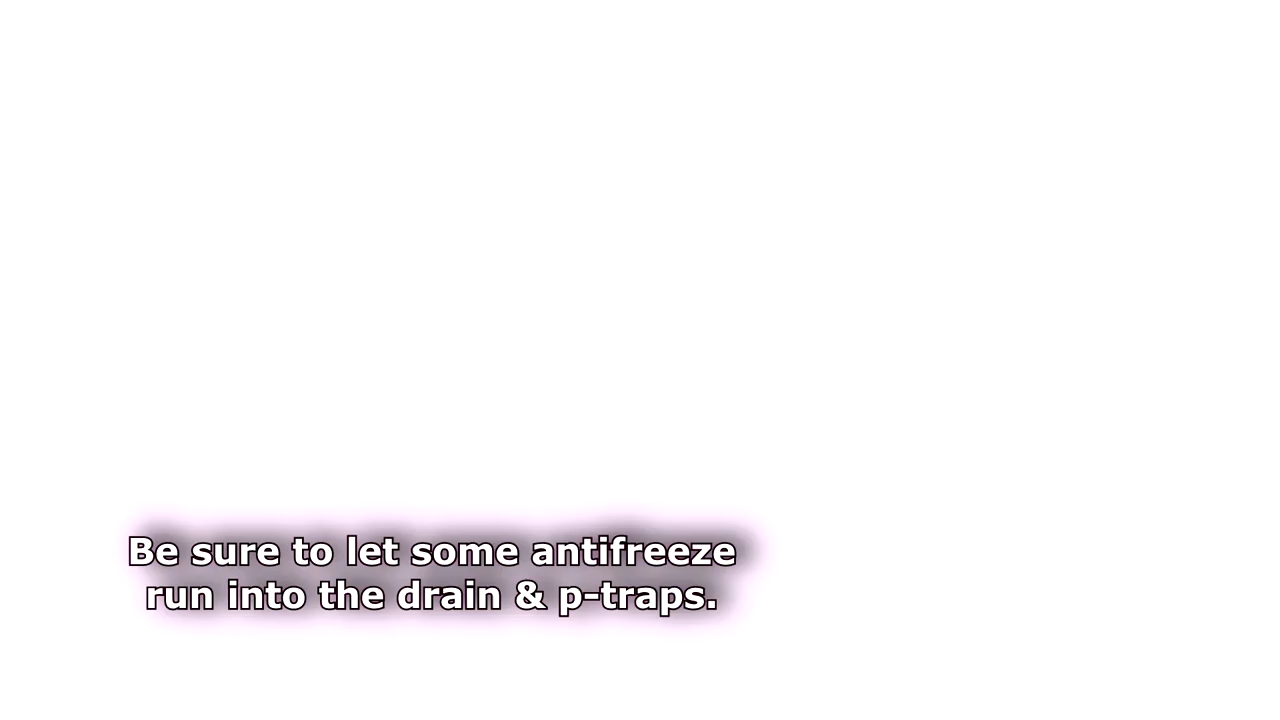 Be sure to let some antifreeze
run into the drain & p-traps.